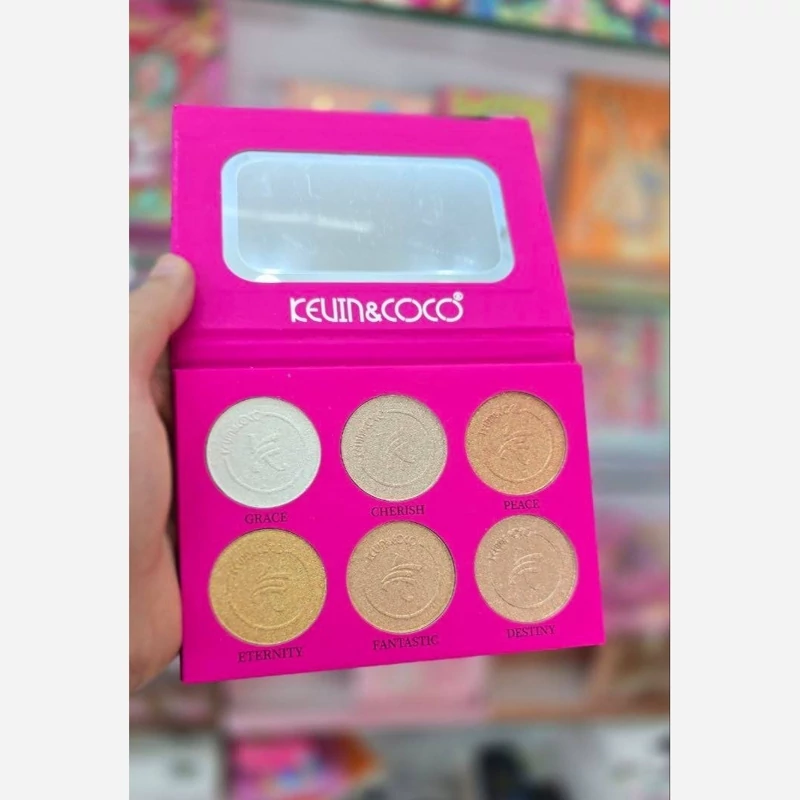 KEVIN&COCO®
GRACE
CHERISH
PEACE
ETERNITY
FANTASTIC
DESTINY